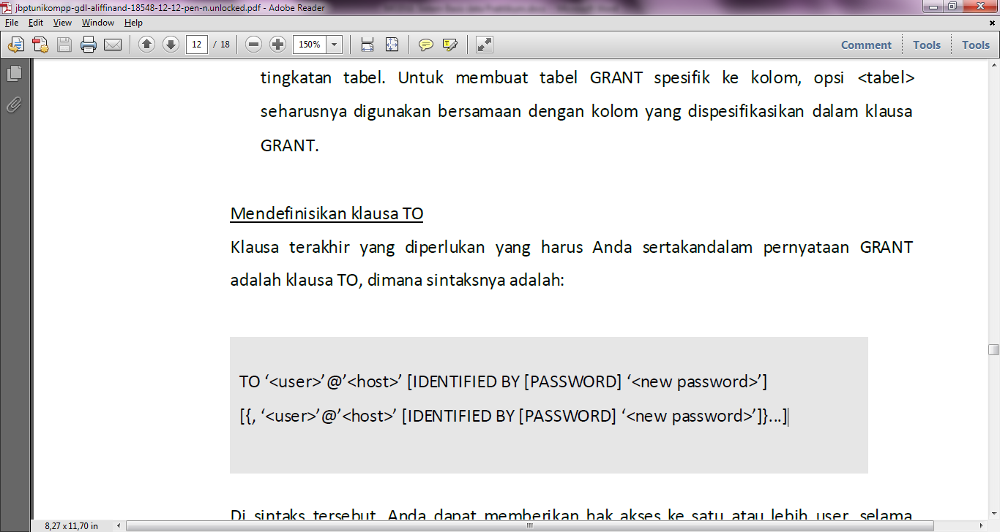 jbptunikompp-gdl-aliffinand-18548-12-12-pen-n.unlocked.pdf - Adobe Reader
File Edit View Window Help
12 / 18 150% Comment Tools Tools
tingkatan tabel. Untuk membuat tabel GRANT spesifik ke kolom, opsi <tabel>
seharusnya digunakan bersamaan dengan kolom yang dispesifikasikan dalam klausa
GRANT.
Mendefinisikan klausa TO
Klausa terakhir yang diperlukan yang harus Anda sertakandalam pernyataan GRANT
adalah klausa TO, dimana sintaksnya adalah:
TO ‘<user>’@’<host>’ [IDENTIFIED BY [PASSWORD] ‘<new password>’]
[{, ‘<user>’@’<host>’ [IDENTIFIED BY [PASSWORD] ‘<new password>’]}...]
Di sintaks tersebut, Anda dapat memberikan hak akses ke satu atau lebih user, selama
8,27 x 11,70 in